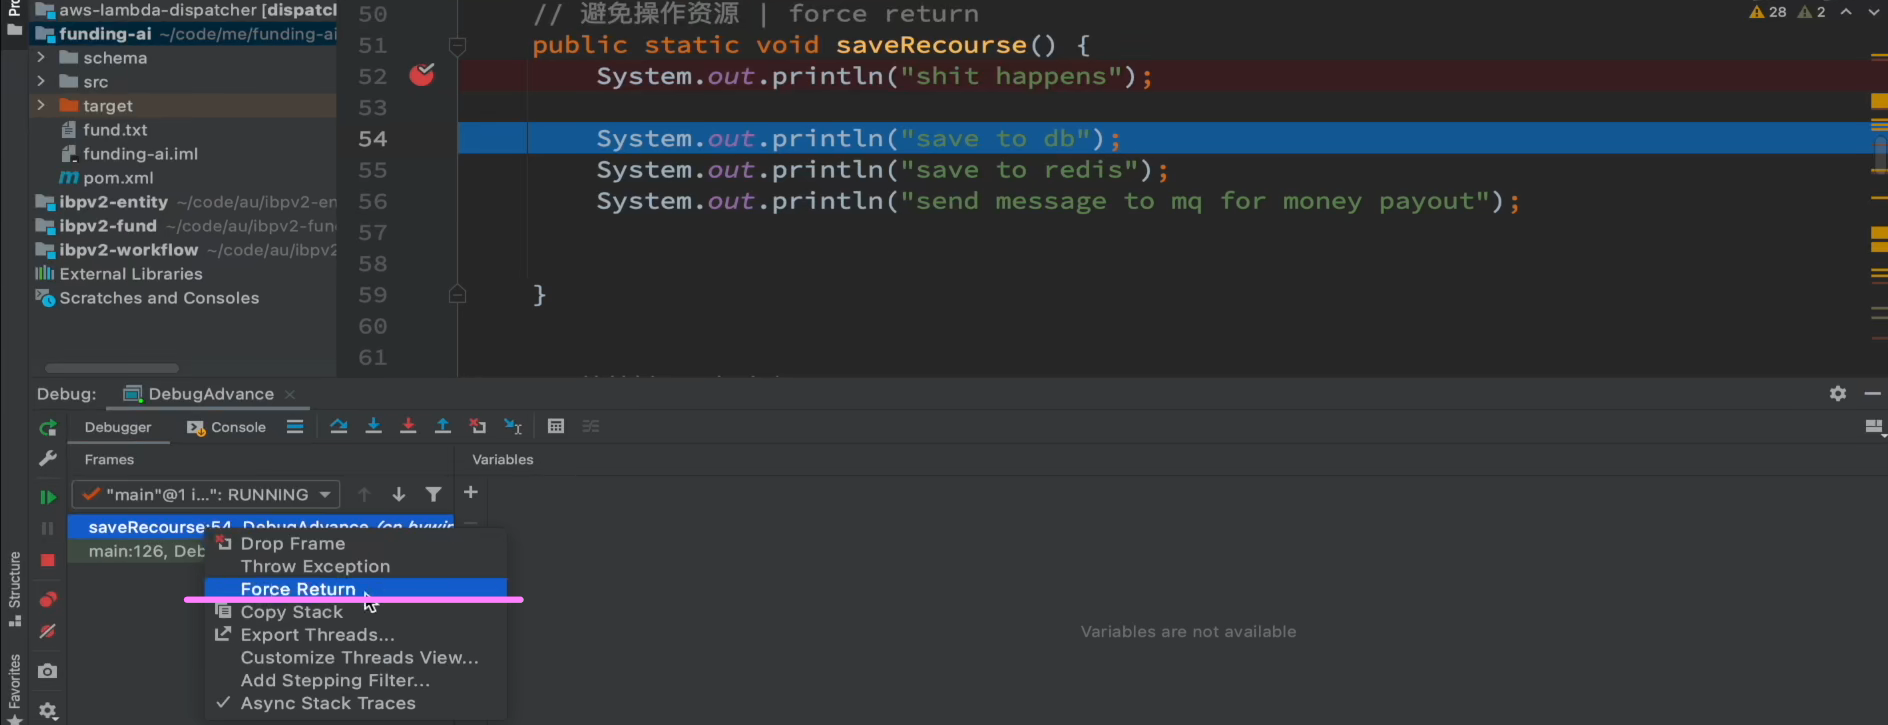 aws-lambda-dispatcher [dispatcl
funding-ai ~/code/me/funding-ai
schema
src
target
fund.txt
funding-ai.iml
pom.xml
ibpv2-entity ~/code/au/ibpv2-en
ibpv2-fund ~/code/au/ibpv2-fun
ibpv2-workflow ~/code/au/ibpv2
External Libraries
Scratches and Consoles
28 2
50 // 避免操作资源 | force return
51 public static void saveRecourse() {
52 System.out.println("shit happens");
53
54 System.out.println("save to db");
55 System.out.println("save to redis");
56 System.out.println("send message to mq for money payout");
57
58
59 }
60
61
Debug: DebugAdvance
Debugger Console
Frames Variables
"main"@1 i...": RUNNING
saveRecourse:54, DebugAdvance
main:126, Deb
Drop Frame
Throw Exception
Force Return
Copy Stack
Export Threads...
Customize Threads View...
Add Stepping Filter...
Async Stack Traces
Variables are not available
Structure
Favorites